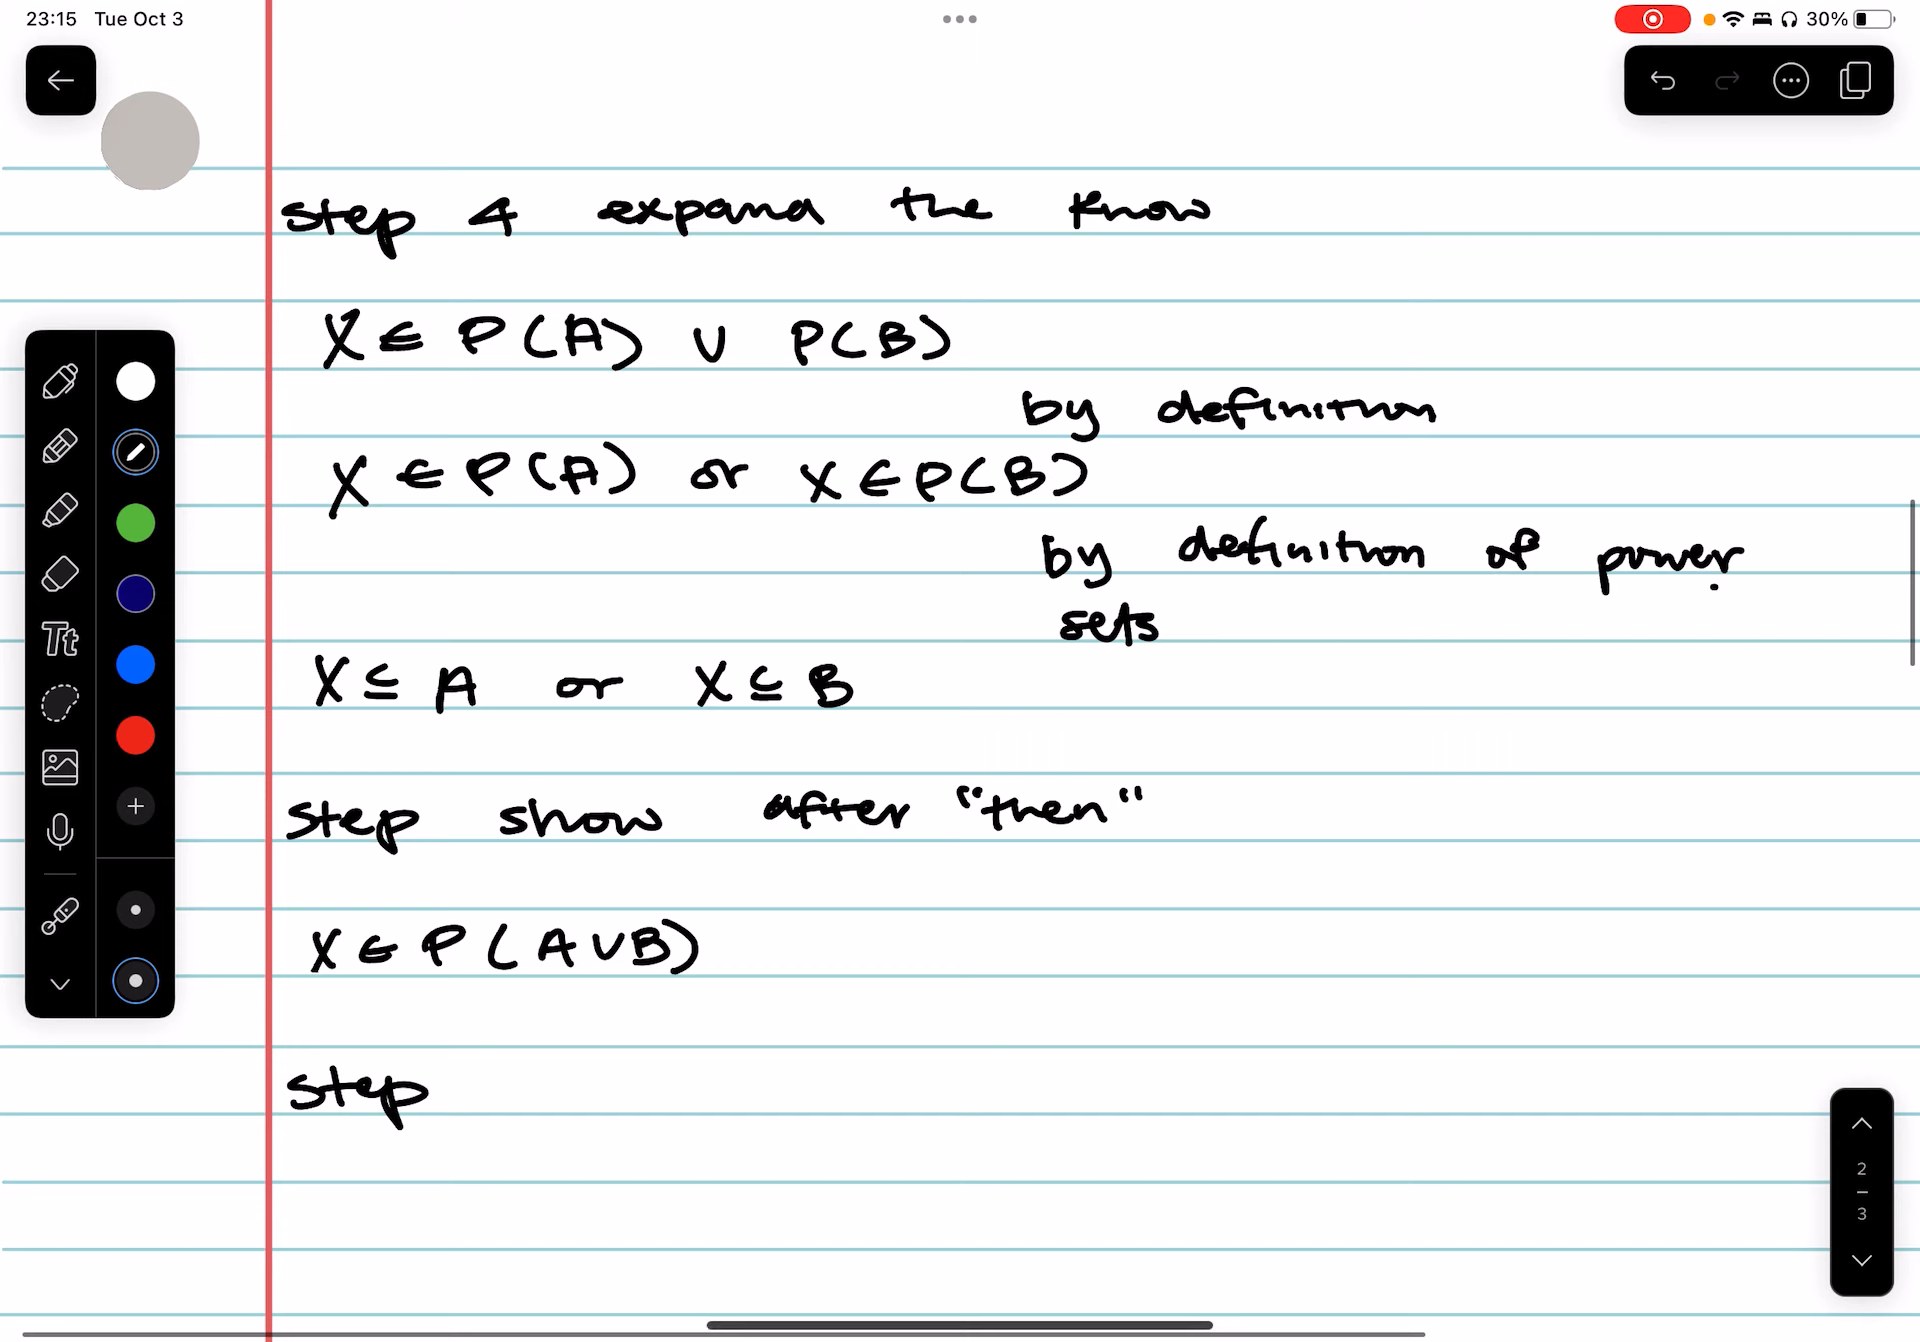 23:15 Tue Oct 3
30%
step 4 expand the know
X ∈ P(A) ∪ P(B)
by definition
X ∈ P(A) or X ∈ P(B)
by definition of power
sets
X ⊆ A or X ⊆ B
Tt
step show after "then"
X ∈ P(A∪B)
step
2
3